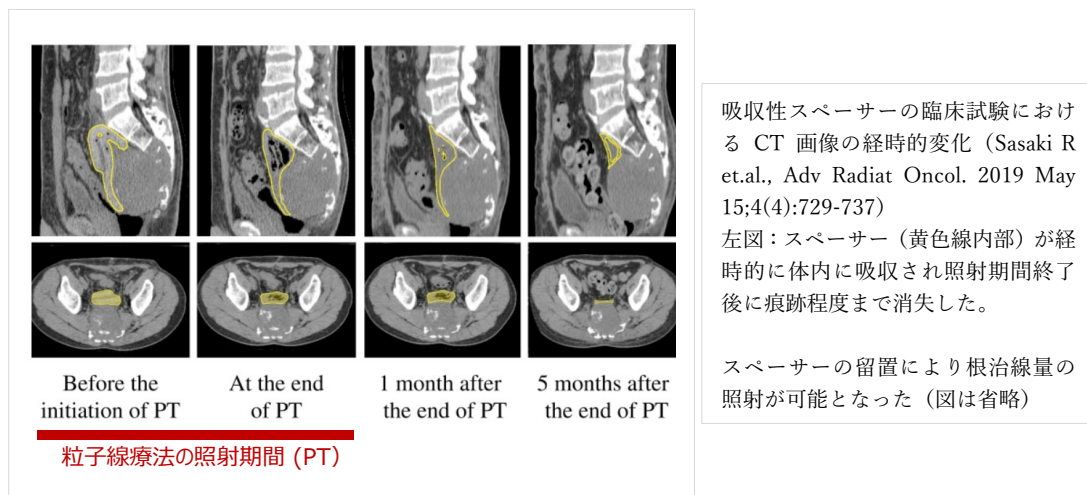 Before the
initiation of PT
At the end
of PT
1 month after
the end of PT
5 months after
the end of PT
粒子線療法の照射期間 (PT)
吸収性スペーサーの臨床試験におけ
る CT 画像の経時的変化（Sasaki R
et.al., Adv Radiat Oncol. 2019 May
15;4(4):729-737)
左図：スペーサー（黄色線内部）が経
時的に体内に吸収され照射期間終了
後に痕跡程度まで消失した。
スペーサーの留置により根治線量の
照射が可能となった（図は省略）